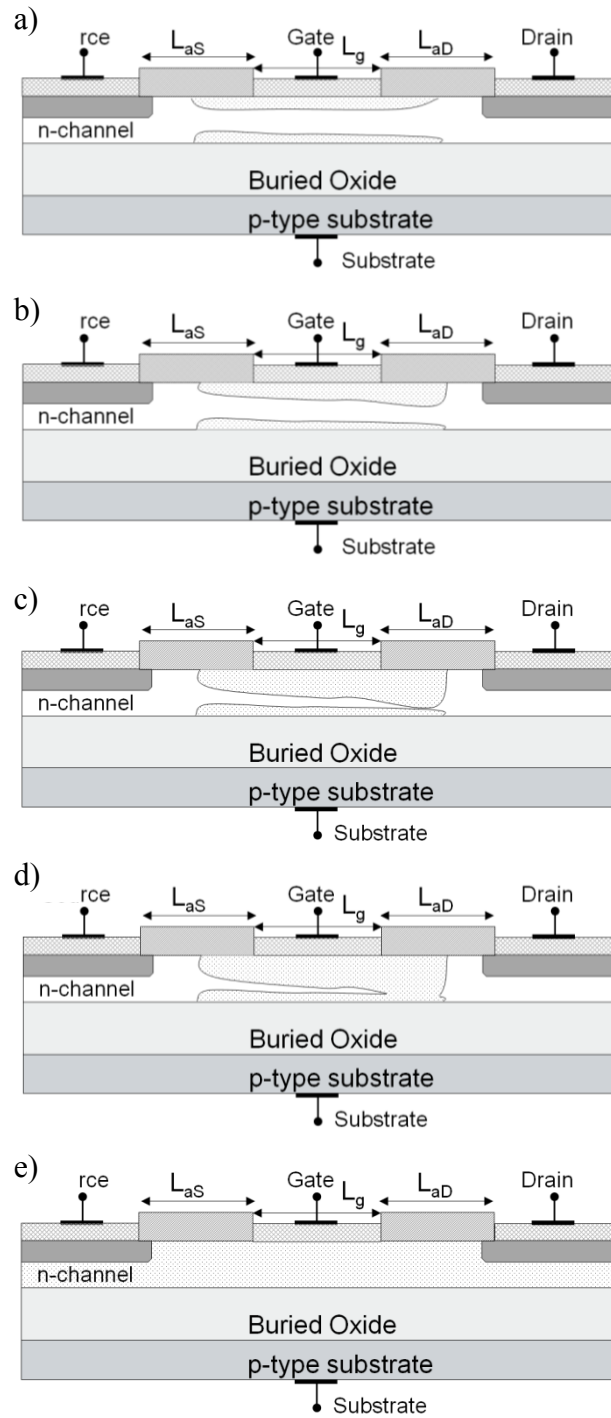 a)
rce LaS Gate Lg LaD Drain
n-channel
Buried Oxide
p-type substrate
Substrate
b)
rce LaS Gate Lg LaD Drain
n-channel
Buried Oxide
p-type substrate
Substrate
c)
rce LaS Gate Lg LaD Drain
n-channel
Buried Oxide
p-type substrate
Substrate
d)
rce LaS Gate Lg LaD Drain
n-channel
Buried Oxide
p-type substrate
Substrate
e)
rce LaS Gate Lg LaD Drain
n-channel
Buried Oxide
p-type substrate
Substrate